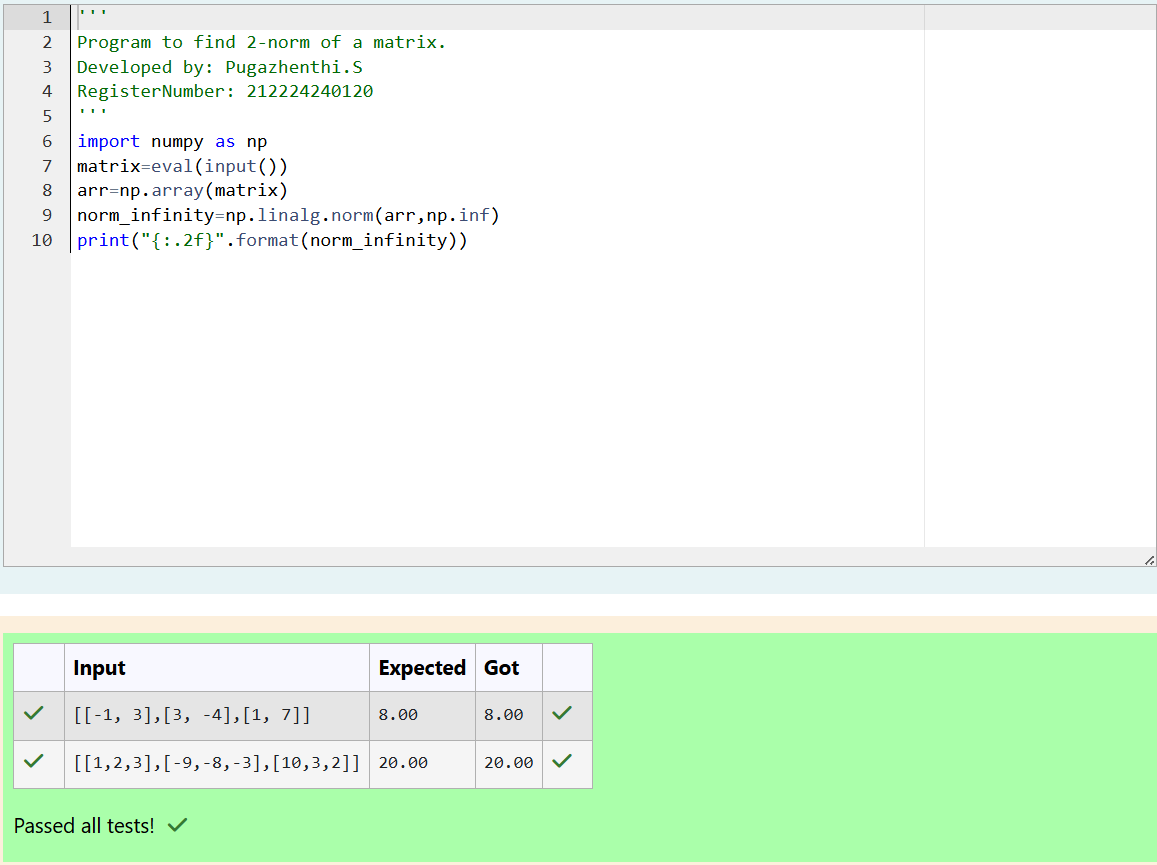 1 '''
2 Program to find 2-norm of a matrix.
3 Developed by: Pugazhenthi.S
4 RegisterNumber: 212224240120
5 '''
6 import numpy as np
7 matrix=eval(input())
8 arr=np.array(matrix)
9 norm_infinity=np.linalg.norm(arr,np.inf)
10 print("{:.2f}".format(norm_infinity))
Input Expected Got
[[-1, 3],[3, -4],[1, 7]] 8.00 8.00
[[1,2,3],[-9,-8,-3],[10,3,2]] 20.00 20.00
Passed all tests!